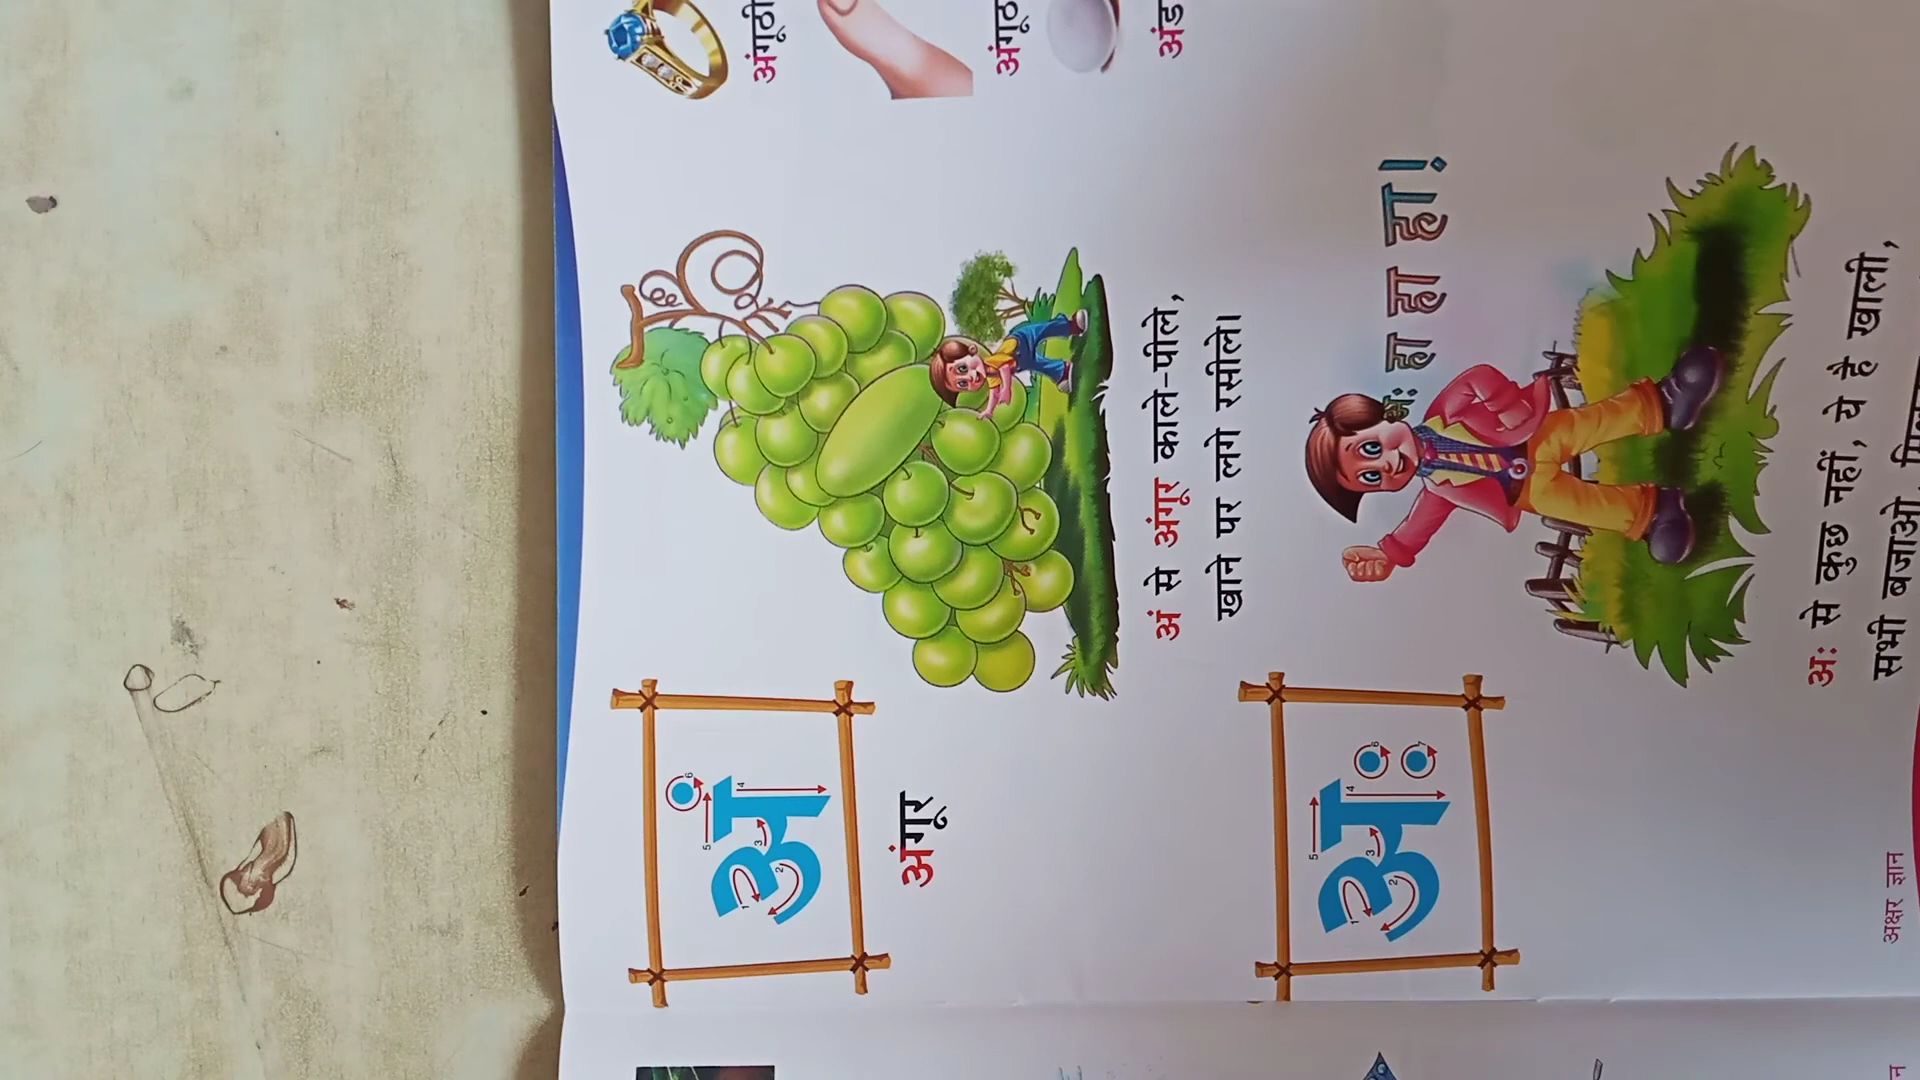 अं
अंगूर
अं से अंगूर काले-पीले,
खाने पर लगे रसीले।
अंगूठी
अः
अः हा हा हा हा!
अः से कुछ नहीं, ये है खाली,
सभी बजाओ
अक्षर ज्ञान